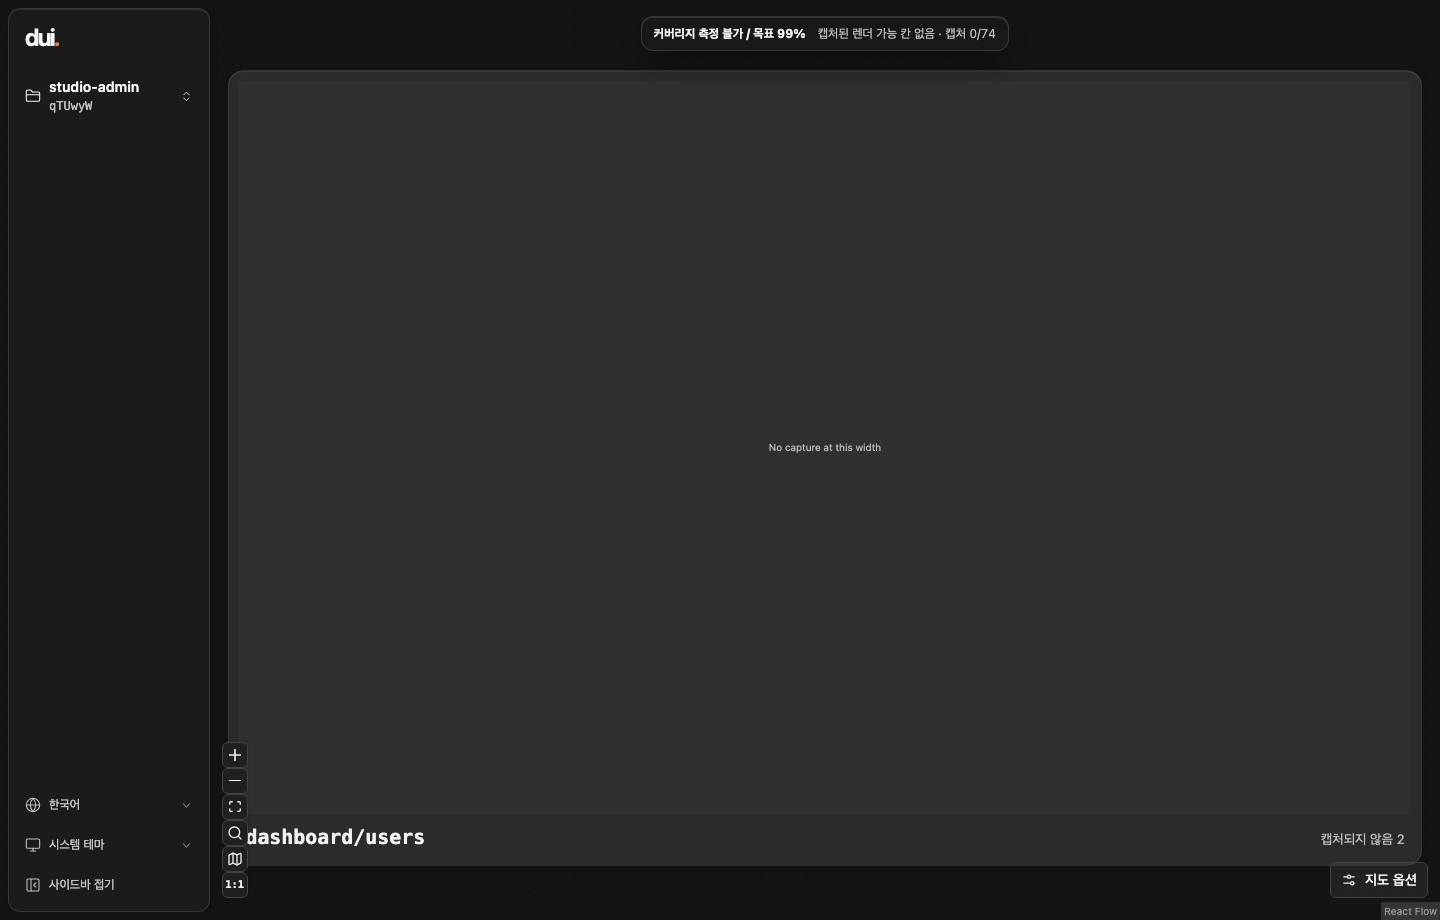 dui.
studio-admin
qTUwyW
커버리지 측정 불가 / 목표 99% 캡처된 렌더 가능 칸 없음 · 캡처 0/74
No capture at this width
dashboard/users
캡처되지 않음 2
한국어
시스템 테마
사이드바 접기
1:1
지도 옵션
React Flow